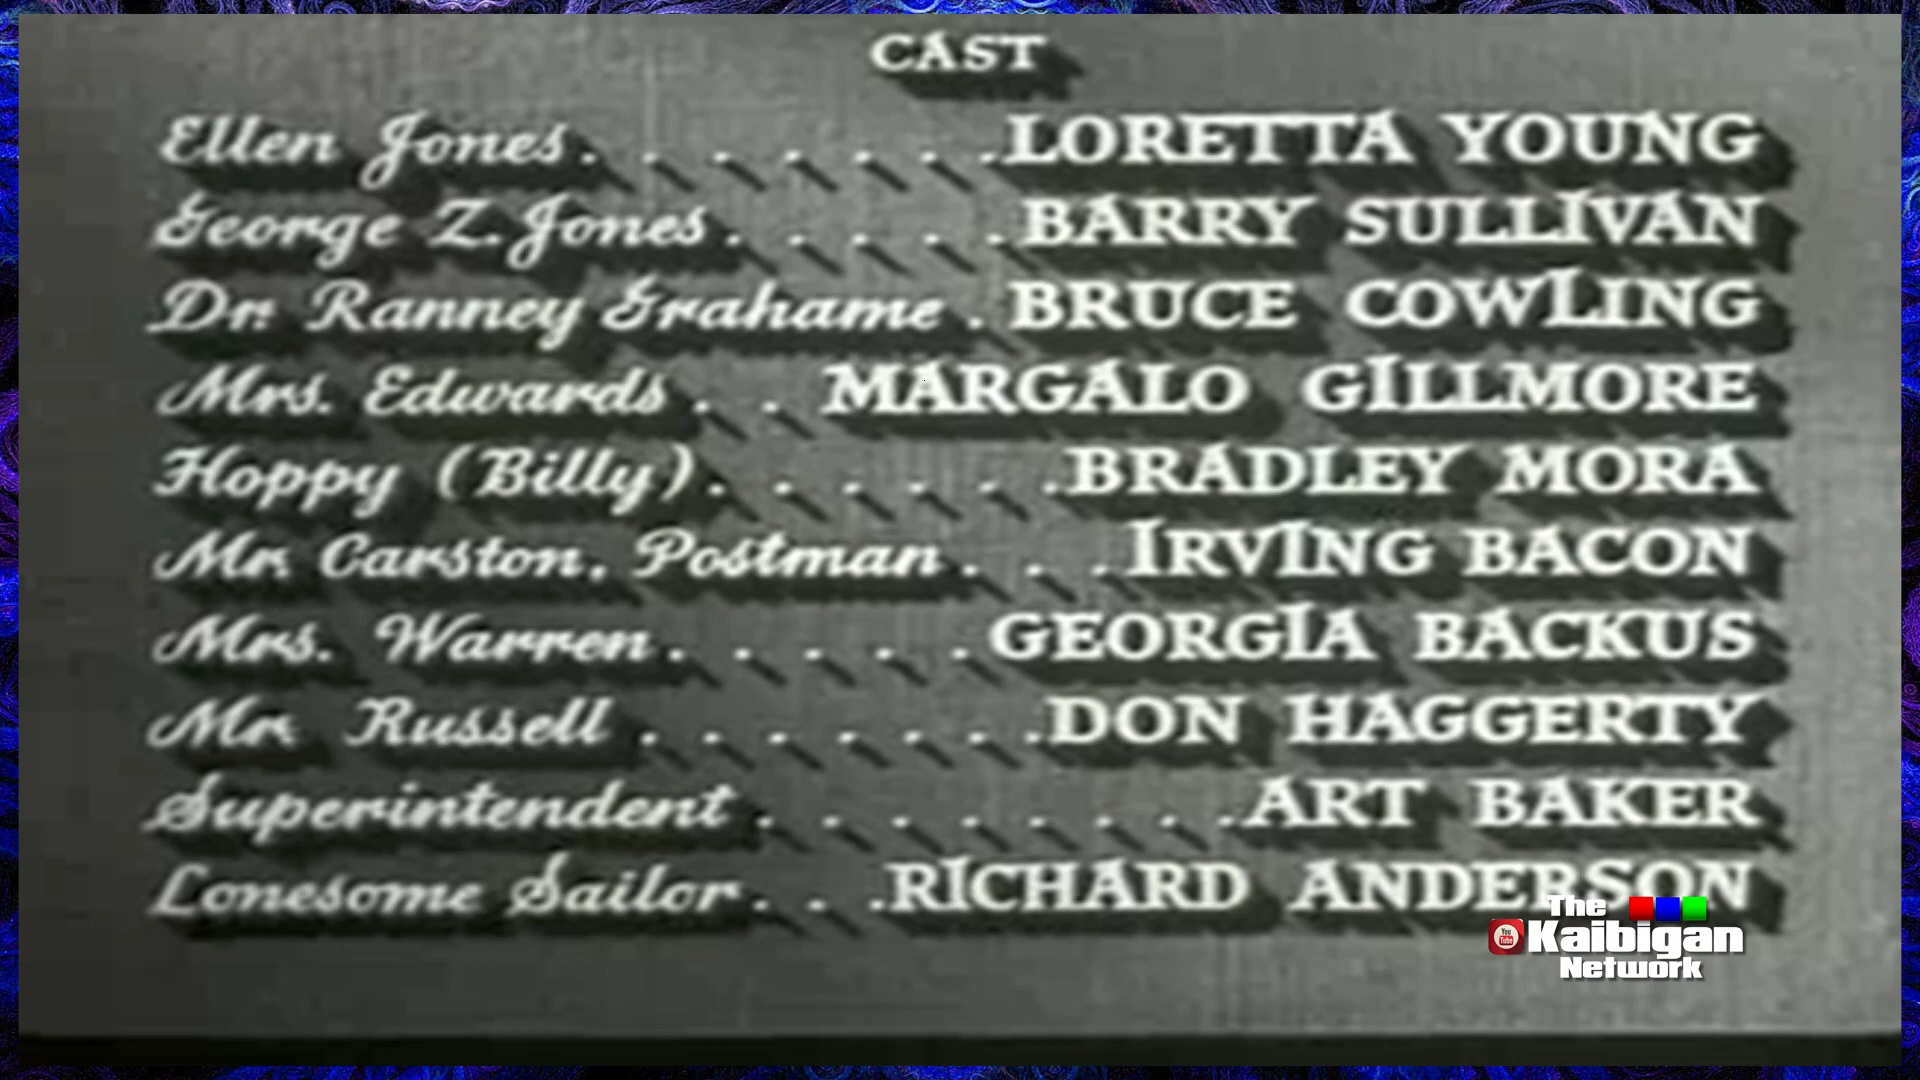 CAST
Ellen Jones. . . . . . .LORETTA YOUNG
George Z. Jones. . . . .BARRY SULLIVAN
Dr. Ranney Grahame . BRUCE COWLING
Mrs. Edwards . . MARGALO GILLMORE
Hoppy (Billy). . . . . .BRADLEY MORA
Mr. Carston, Postman. . .IRVING BACON
Mrs. Warren. . . . .GEORGIA BACKUS
Mr. Russell . . . . . . .DON HAGGERTY
Superintendent . . . . . . . .ART BAKER
Lonesome Sailor. . .RICHARD ANDERSON
The
You Tube Kaibigan
Network